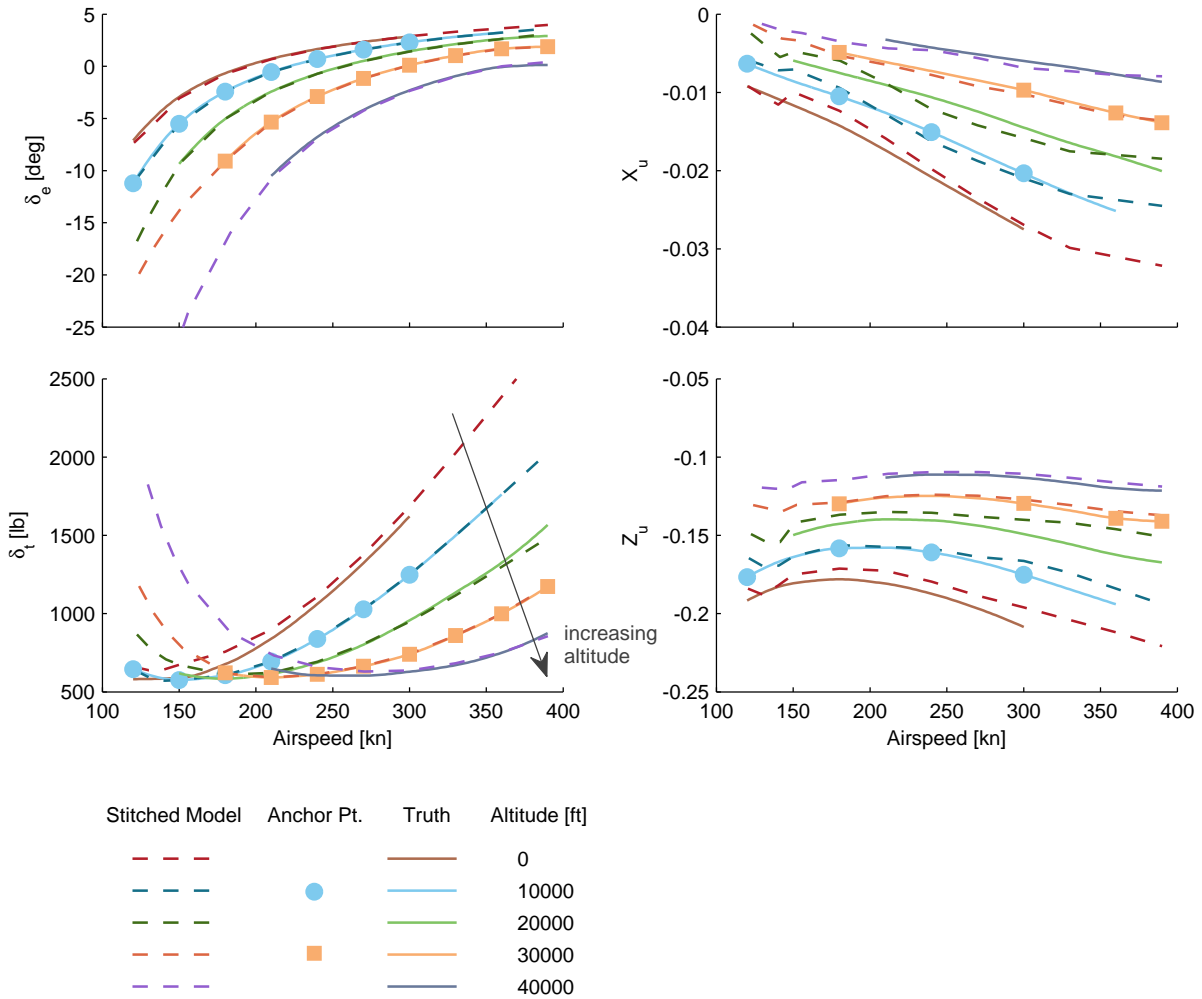 5
0
-5
-10
-15
-20
-25
δe [deg]
0
-0.01
-0.02
-0.03
-0.04
Xu
2500
2000
1500
1000
500
δt [lb]
100 150 200 250 300 350 400
Airspeed [kn]
increasing
altitude
-0.05
-0.1
-0.15
-0.2
-0.25
Zu
100 150 200 250 300 350 400
Airspeed [kn]
Stitched Model Anchor Pt. Truth Altitude [ft]
0
10000
20000
30000
40000